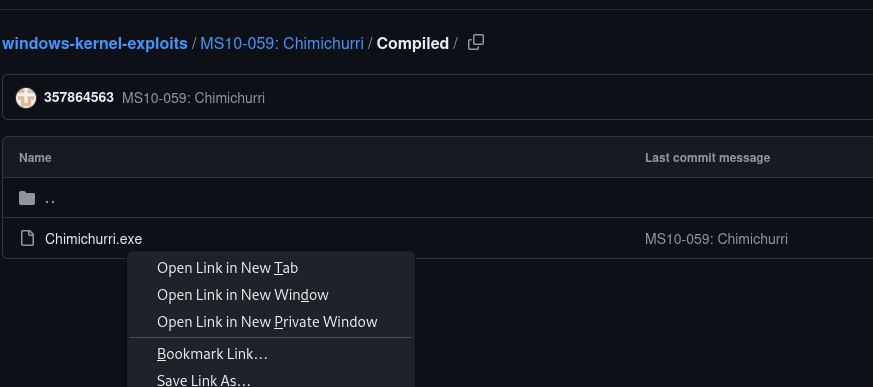 windows-kernel-exploits / MS10-059: Chimichurri / Compiled /
357864563 MS10-059: Chimichurri
Name Last commit message
..
Chimichurri.exe MS10-059: Chimichurri
Open Link in New Tab
Open Link in New Window
Open Link in New Private Window
Bookmark Link…
Save Link As…